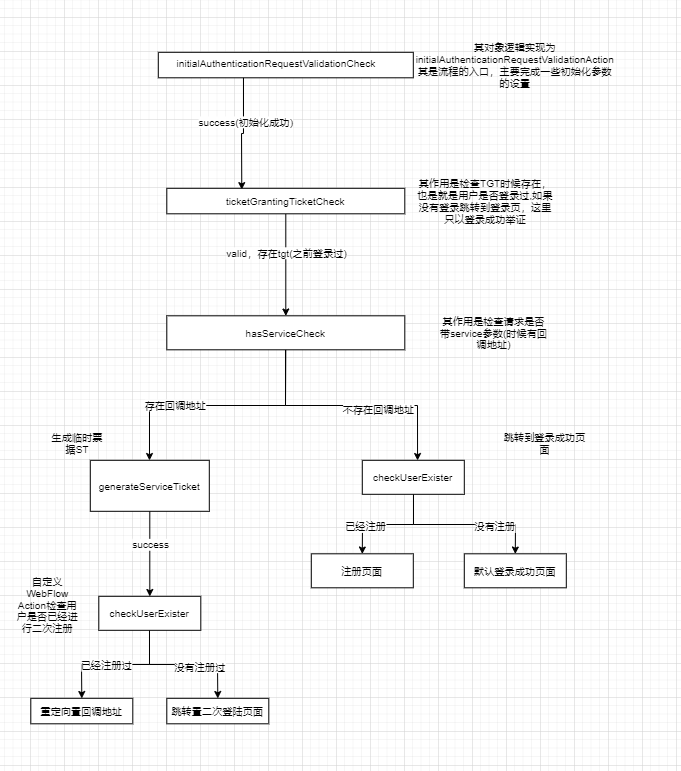 其对象逻辑实现为
initialAuthenticationRequestValidationAction
其是流程的入口，主要完成一些初始化参数
的设置
initialAuthenticationRequestValidationCheck
success(初始化成功)
其作用是检查TGT时候存在，
也是就是用户是否登录过.如果
没有登录跳转到登录页，这里
只以登录成功举证
ticketGrantingTicketCheck
valid，存在tgt(之前登录过)
其作用是检查请求是否
带service参数(时候有回
调地址)
hasServiceCheck
存在回调地址
不存在回调地址
生成临时票
据ST
跳转到登录成功页
面
generateServiceTicket
checkUserExister
已经注册
没有注册
success
注册页面
默认登录成功页面
自定义
WebFlow
Action检查用
户是否已经进
行二次注册
checkUserExister
已经注册过
没有注册过
重定向量回调地址
跳转量二次登陆页面